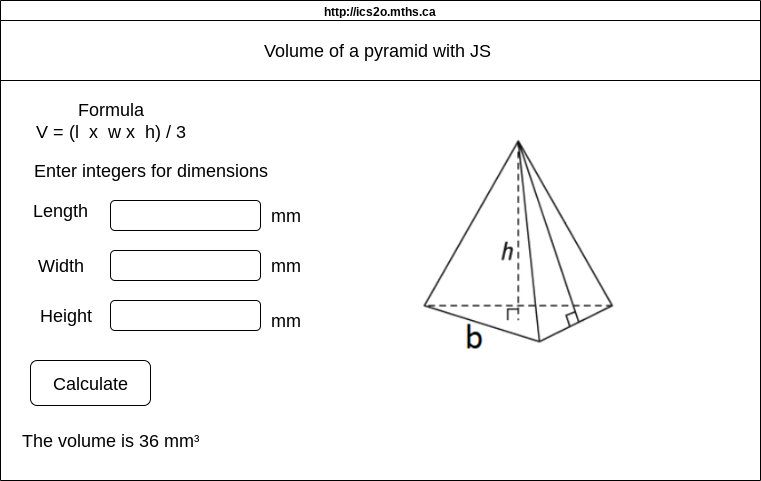 http://ics2o.mths.ca
Volume of a pyramid with JS
Formula
V = (l x w x h) / 3
Enter integers for dimensions
Length mm
Width mm
Height mm
Calculate
The volume is 36 mm³
h
b